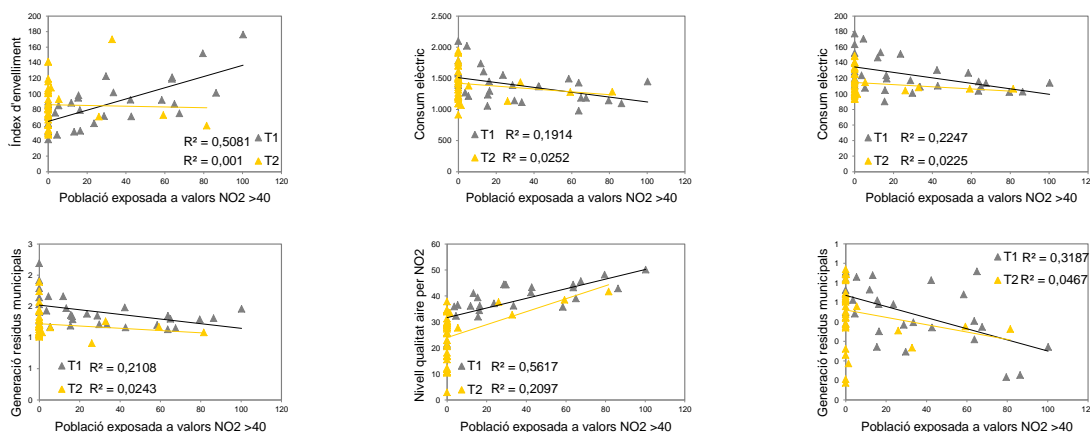 Índex d'envelliment
200
180
160
140
120
100
80
60
40
20
0
R² = 0,5081 T1
R² = 0,001 T2
0 20 40 60 80 100 120
Població exposada a valors NO2 >40
Consum elèctric
2.500
2.000
1.500
1.000
500
0
T1 R² = 0,1914
T2 R² = 0,0252
0 20 40 60 80 100 120
Població exposada a valors NO2 >40
Consum elèctric
200
180
160
140
120
100
80
60
40
20
0
T1 R² = 0,2247
T2 R² = 0,0225
0 20 40 60 80 100
Població exposada a valors NO2 >40
Generació residus municipals
3
2
2
1
1
0
T1 R² = 0,2108
T2 R² = 0,0243
0 20 40 60 80 100 120
Població exposada a valors NO2 >40
Nivell qualitat aire per NO2
60
50
40
30
20
10
0
T1 R² = 0,5617
T2 R² = 0,2097
0 20 40 60 80 100 120
Població exposada a valors NO2 >40
Generació residus municipals
1
1
1
1
0
0
0
0
T1 R² = 0,3187
T2 R² = 0,0467
0 20 40 60 80 100 120
Població exposada a valors NO2 >40